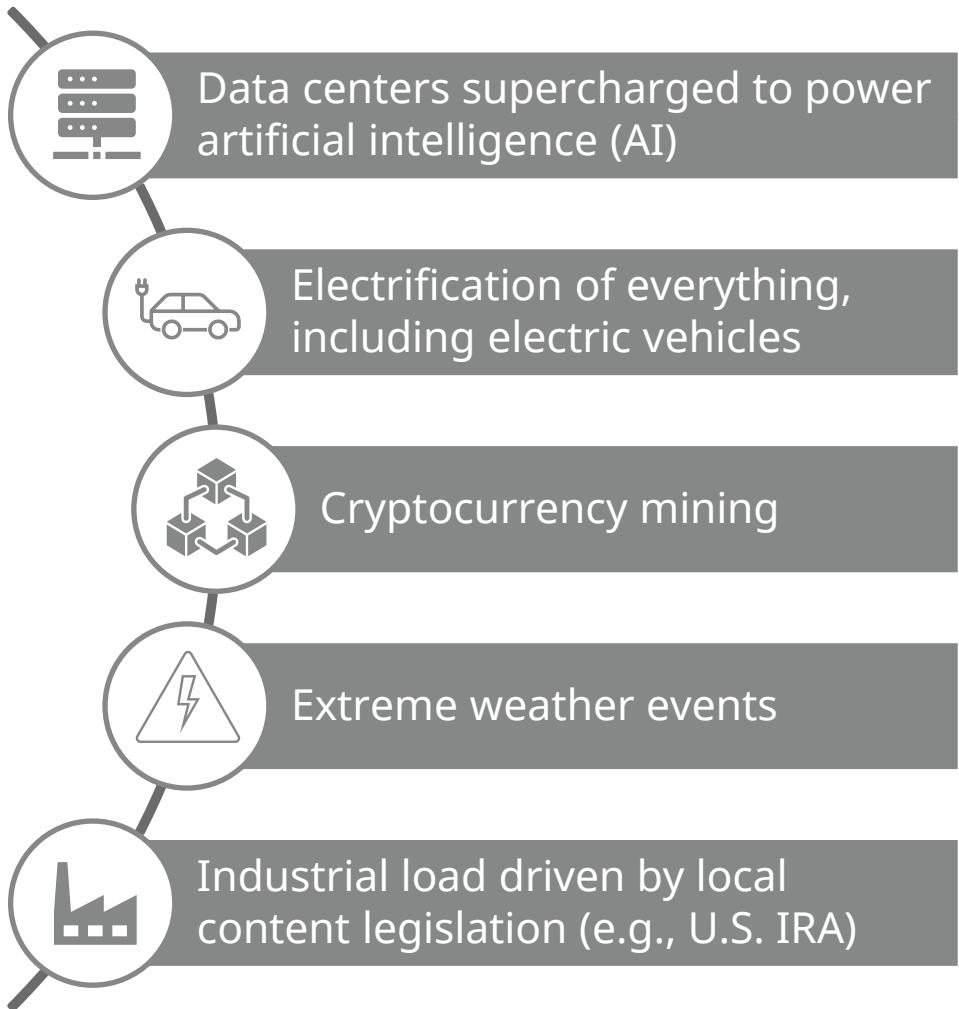 Data centers supercharged to power
artificial intelligence (AI)
Electrification of everything,
including electric vehicles
Cryptocurrency mining
Extreme weather events
Industrial load driven by local
content legislation (e.g., U.S. IRA)